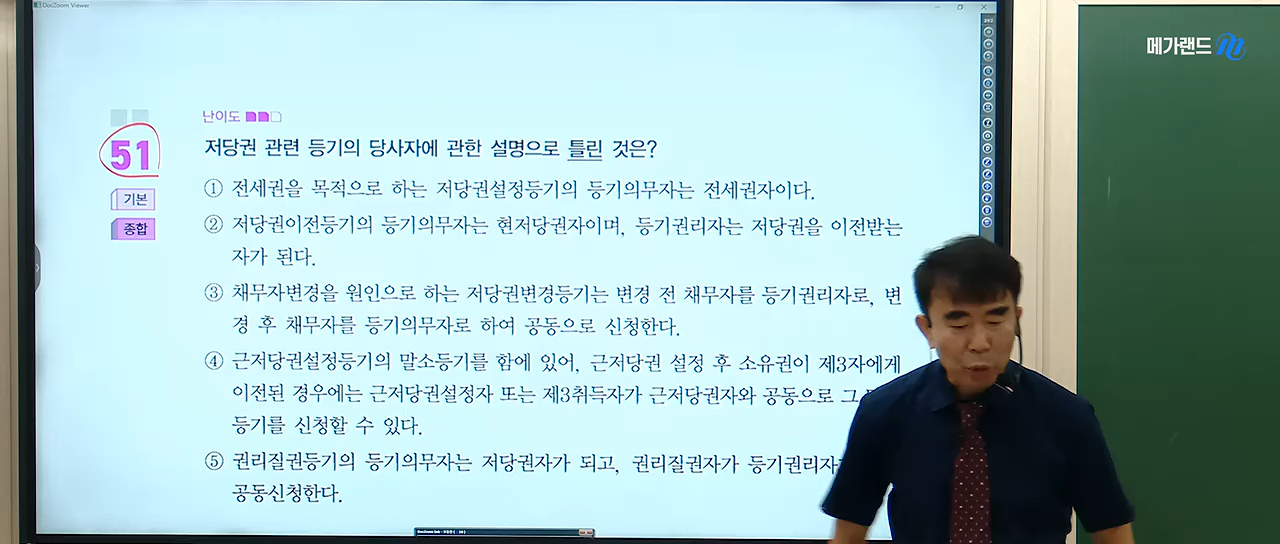 DocZoom Viewer
메가랜드
난이도
51
기본
종합
저당권 관련 등기의 당사자에 관한 설명으로 틀린 것은?
① 전세권을 목적으로 하는 저당권설정등기의 등기의무자는 전세권자이다.
② 저당권이전등기의 등기의무자는 현저당권자이며, 등기권리자는 저당권을 이전받는
자가 된다.
③ 채무자변경을 원인으로 하는 저당권변경등기는 변경 전 채무자를 등기권리자로, 변
경 후 채무자를 등기의무자로 하여 공동으로 신청한다.
④ 근저당권설정등기의 말소등기를 함에 있어, 근저당권 설정 후 소유권이 제3자에게
이전된 경우에는 근저당권설정자 또는 제3취득자가 근저당권자와 공동으로 그
등기를 신청할 수 있다.
⑤ 권리질권등기의 등기의무자는 저당권자가 되고, 권리질권자가 등기권리자
공동신청한다.